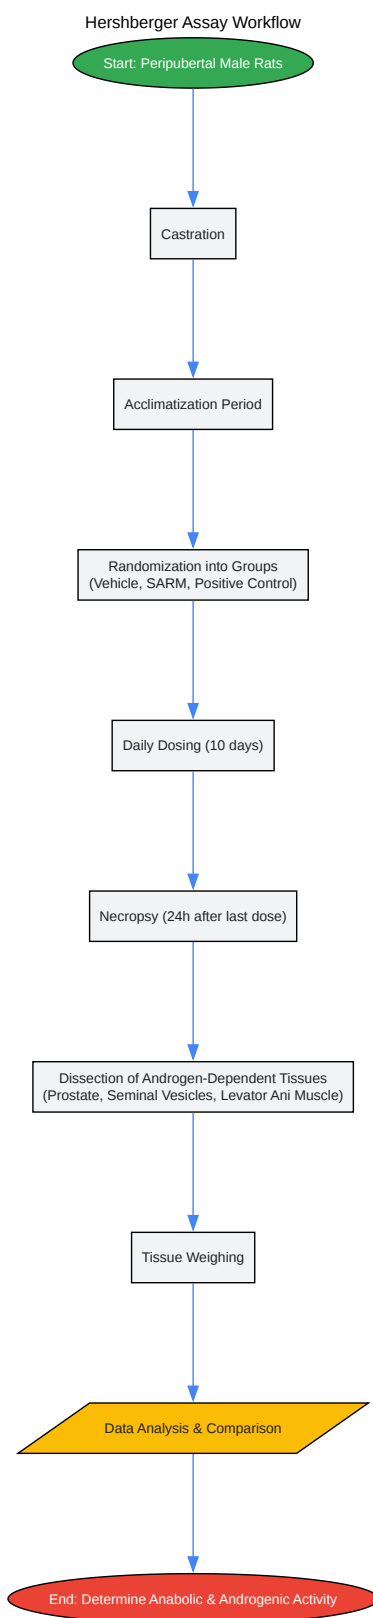 Hershberger Assay Workflow
Start: Peripubertal Male Rats
Castration
Acclimatization Period
Randomization into Groups
(Vehicle, SARM, Positive Control)
Daily Dosing (10 days)
Necropsy (24h after last dose)
Dissection of Androgen-Dependent Tissues
(Prostate, Seminal Vesicles, Levator Ani Muscle)
Tissue Weighing
Data Analysis & Comparison
End: Determine Anabolic & Androgenic Activity